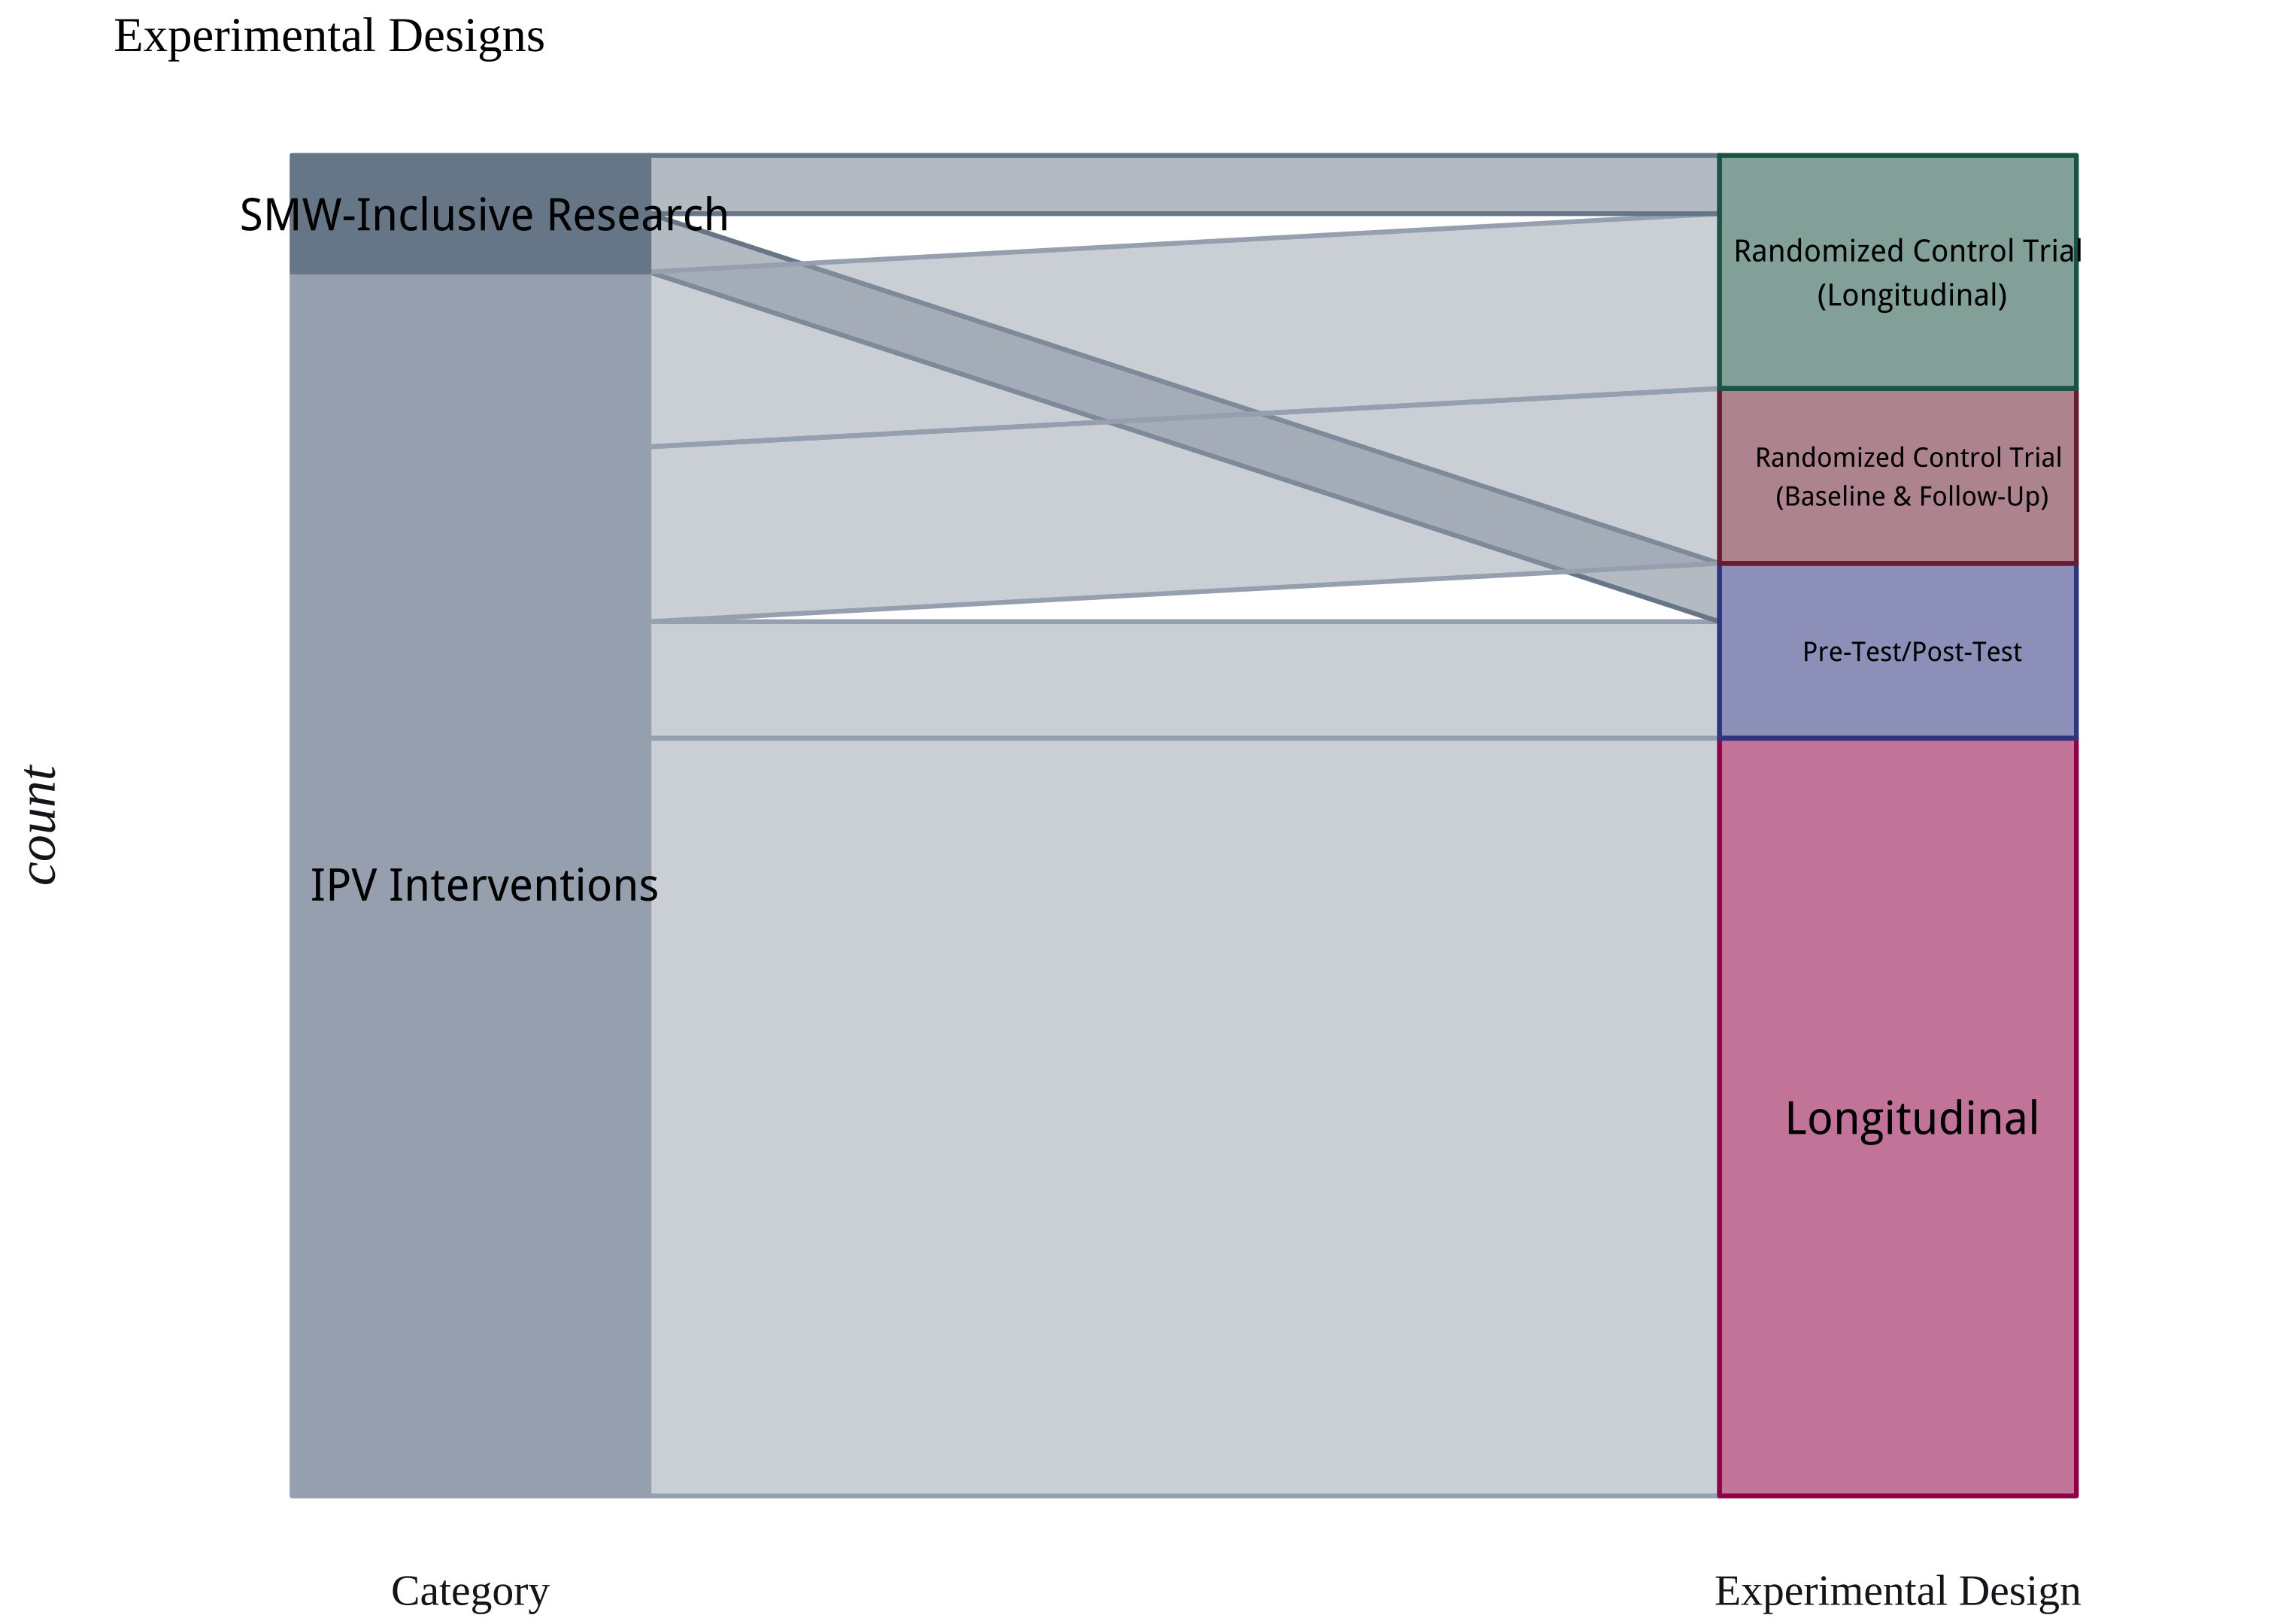 Experimental Designs
SMW-Inclusive Research
Randomized Control Trial
(Longitudinal)
Randomized Control Trial
(Baseline & Follow-Up)
Pre-Test/Post-Test
count
IPV Interventions
Longitudinal
Category
Experimental Design